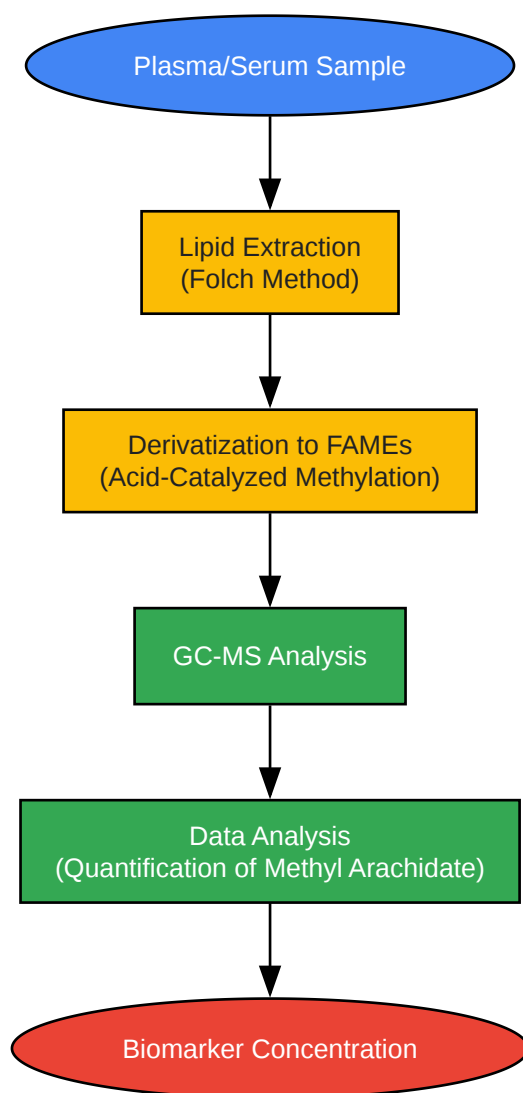 Plasma/Serum Sample
Lipid Extraction
(Folch Method)
Derivatization to FAMEs
(Acid-Catalyzed Methylation)
GC-MS Analysis
Data Analysis
(Quantification of Methyl Arachidate)
Biomarker Concentration